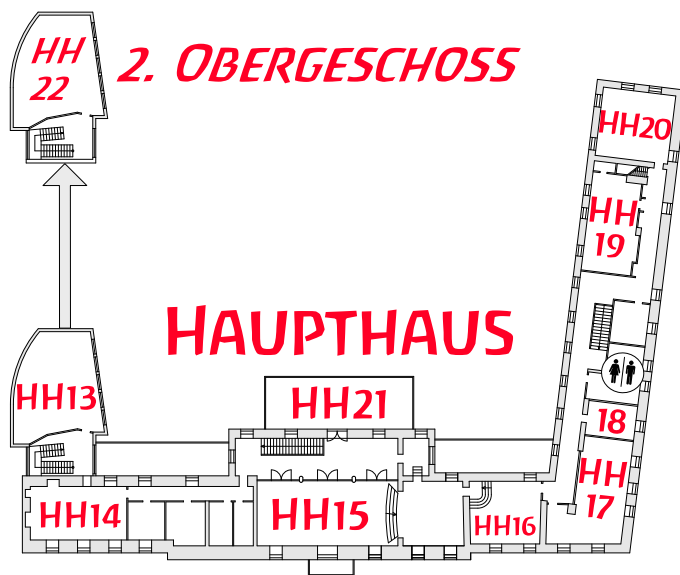 HH
22
2. OBERGESCHOSS
HH20
HH
19
HAUPTHAUS
HH13
HH21
18
HH
17
HH14
HH15
HH16